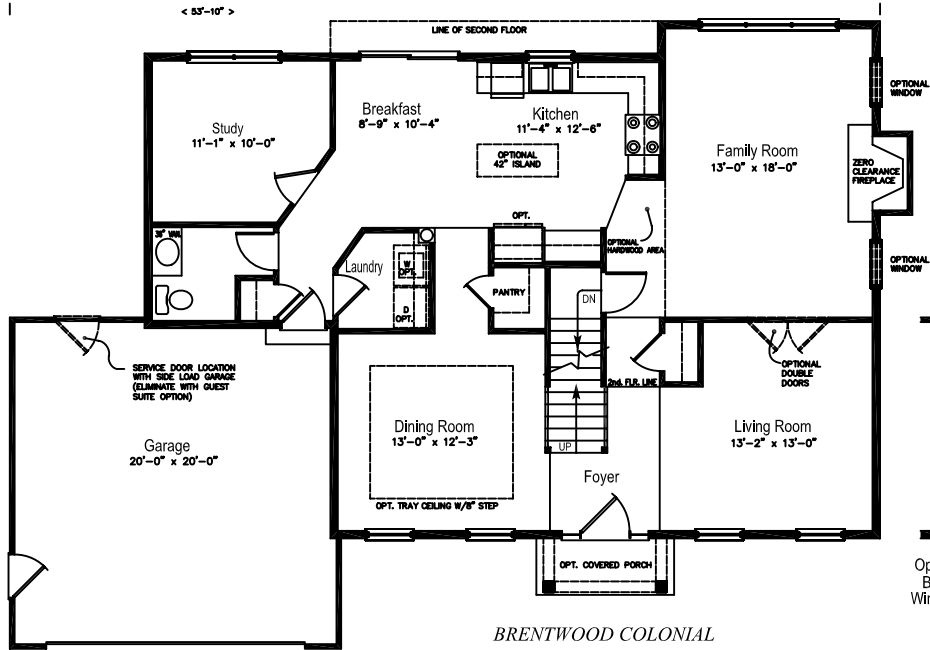 < 53'-10" >
LINE OF SECOND FLOOR
OPTIONAL
WINDOW
Breakfast
8'-9" x 10'-4"
Kitchen
11'-4" x 12'-6"
Study
11'-1" x 10'-0"
OPTIONAL
42" ISLAND
Family Room
13'-0" x 18'-0"
ZERO
CLEARANCE
FIREPLACE
OPT.
36" VAN.
OPTIONAL
HARDWOOD AREA
OPTIONAL
WINDOW
Laundry
W
OPT.
D
OPT.
PANTRY
DN
SERVICE DOOR LOCATION
WITH SIDE LOAD GARAGE
(ELIMINATE WITH GUEST
SUITE OPTION)
OPTIONAL
DOUBLE
DOORS
2nd. FLR. LINE
Dining Room
13'-0" x 12'-3"
Living Room
13'-2" x 13'-0"
Garage
20'-0" x 20'-0"
UP
Foyer
OPT. TRAY CEILING W/8" STEP
OPT. COVERED PORCH
Op
B
Wir
BRENTWOOD COLONIAL